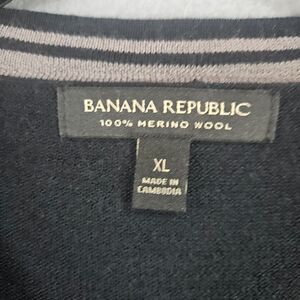 BANANA REPUBLIC
100% MERINO WOOL
XL
MADE IN
CAMBODIA